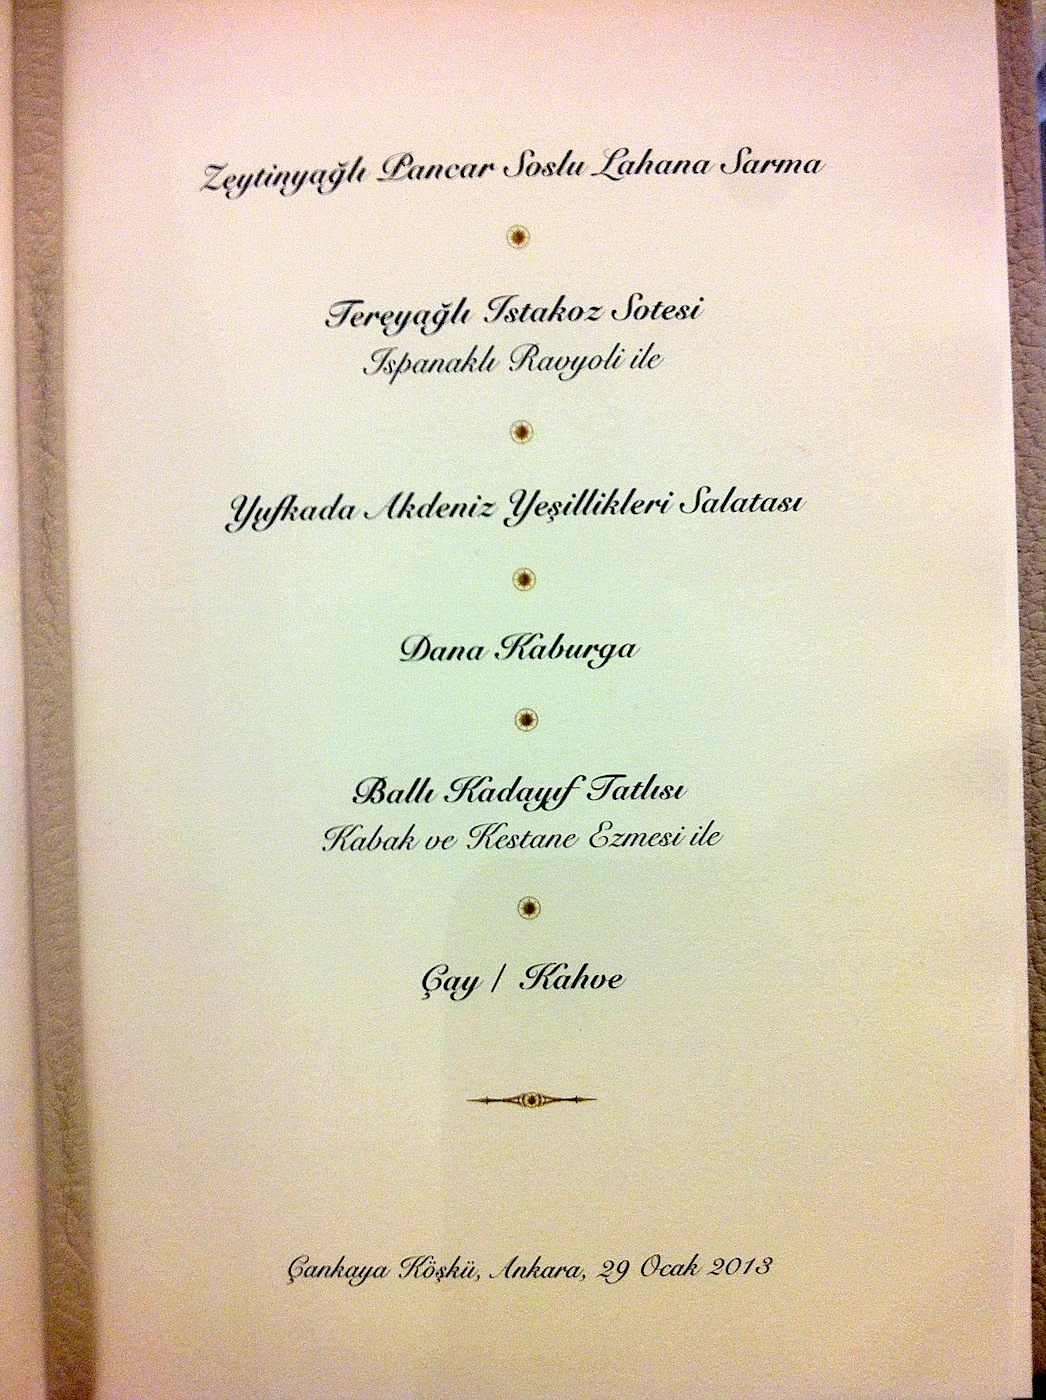 Zeytinyağlı Pancar Soslu Lahana Sarma
Tereyağlı Istakoz Sotesi
Ispanaklı Ravyoli ile
Yufkada Akdeniz Yeşillikleri Salatası
Dana Kaburga
Ballı Kadayıf Tatlısı
Kabak ve Kestane Ezmesi ile
Çay / Kahve
Çankaya Köşkü, Ankara, 29 Ocak 2013